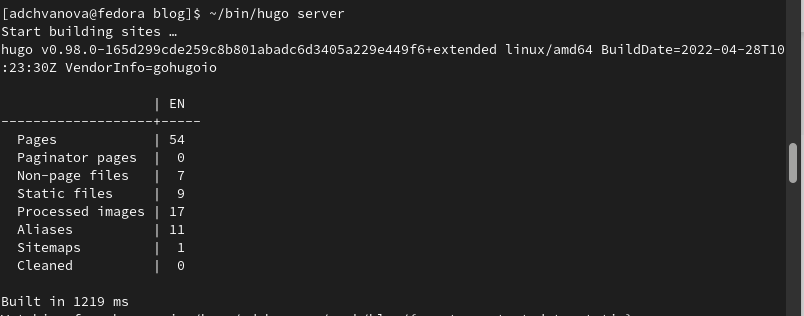 [adchvanova@fedora blog]$ ~/bin/hugo server
Start building sites …
hugo v0.98.0-165d299cde259c8b801abadc6d3405a229e449f6+extended linux/amd64 BuildDate=2022-04-28T10
:23:30Z VendorInfo=gohugoio
| EN
-------------------+-----
Pages | 54
Paginator pages | 0
Non-page files | 7
Static files | 9
Processed images | 17
Aliases | 11
Sitemaps | 1
Cleaned | 0
Built in 1219 ms